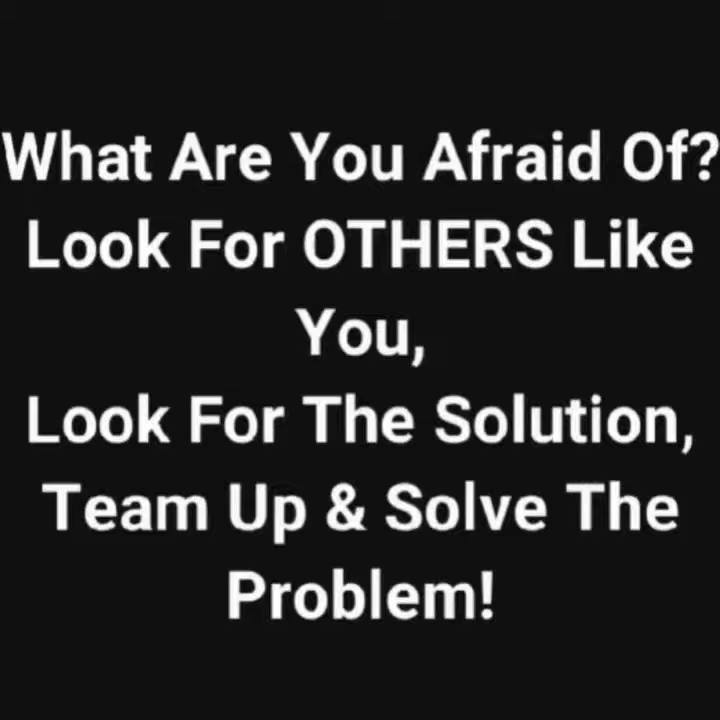 What Are You Afraid Of?
Look For OTHERS Like
You,
Look For The Solution,
Team Up & Solve The
Problem!